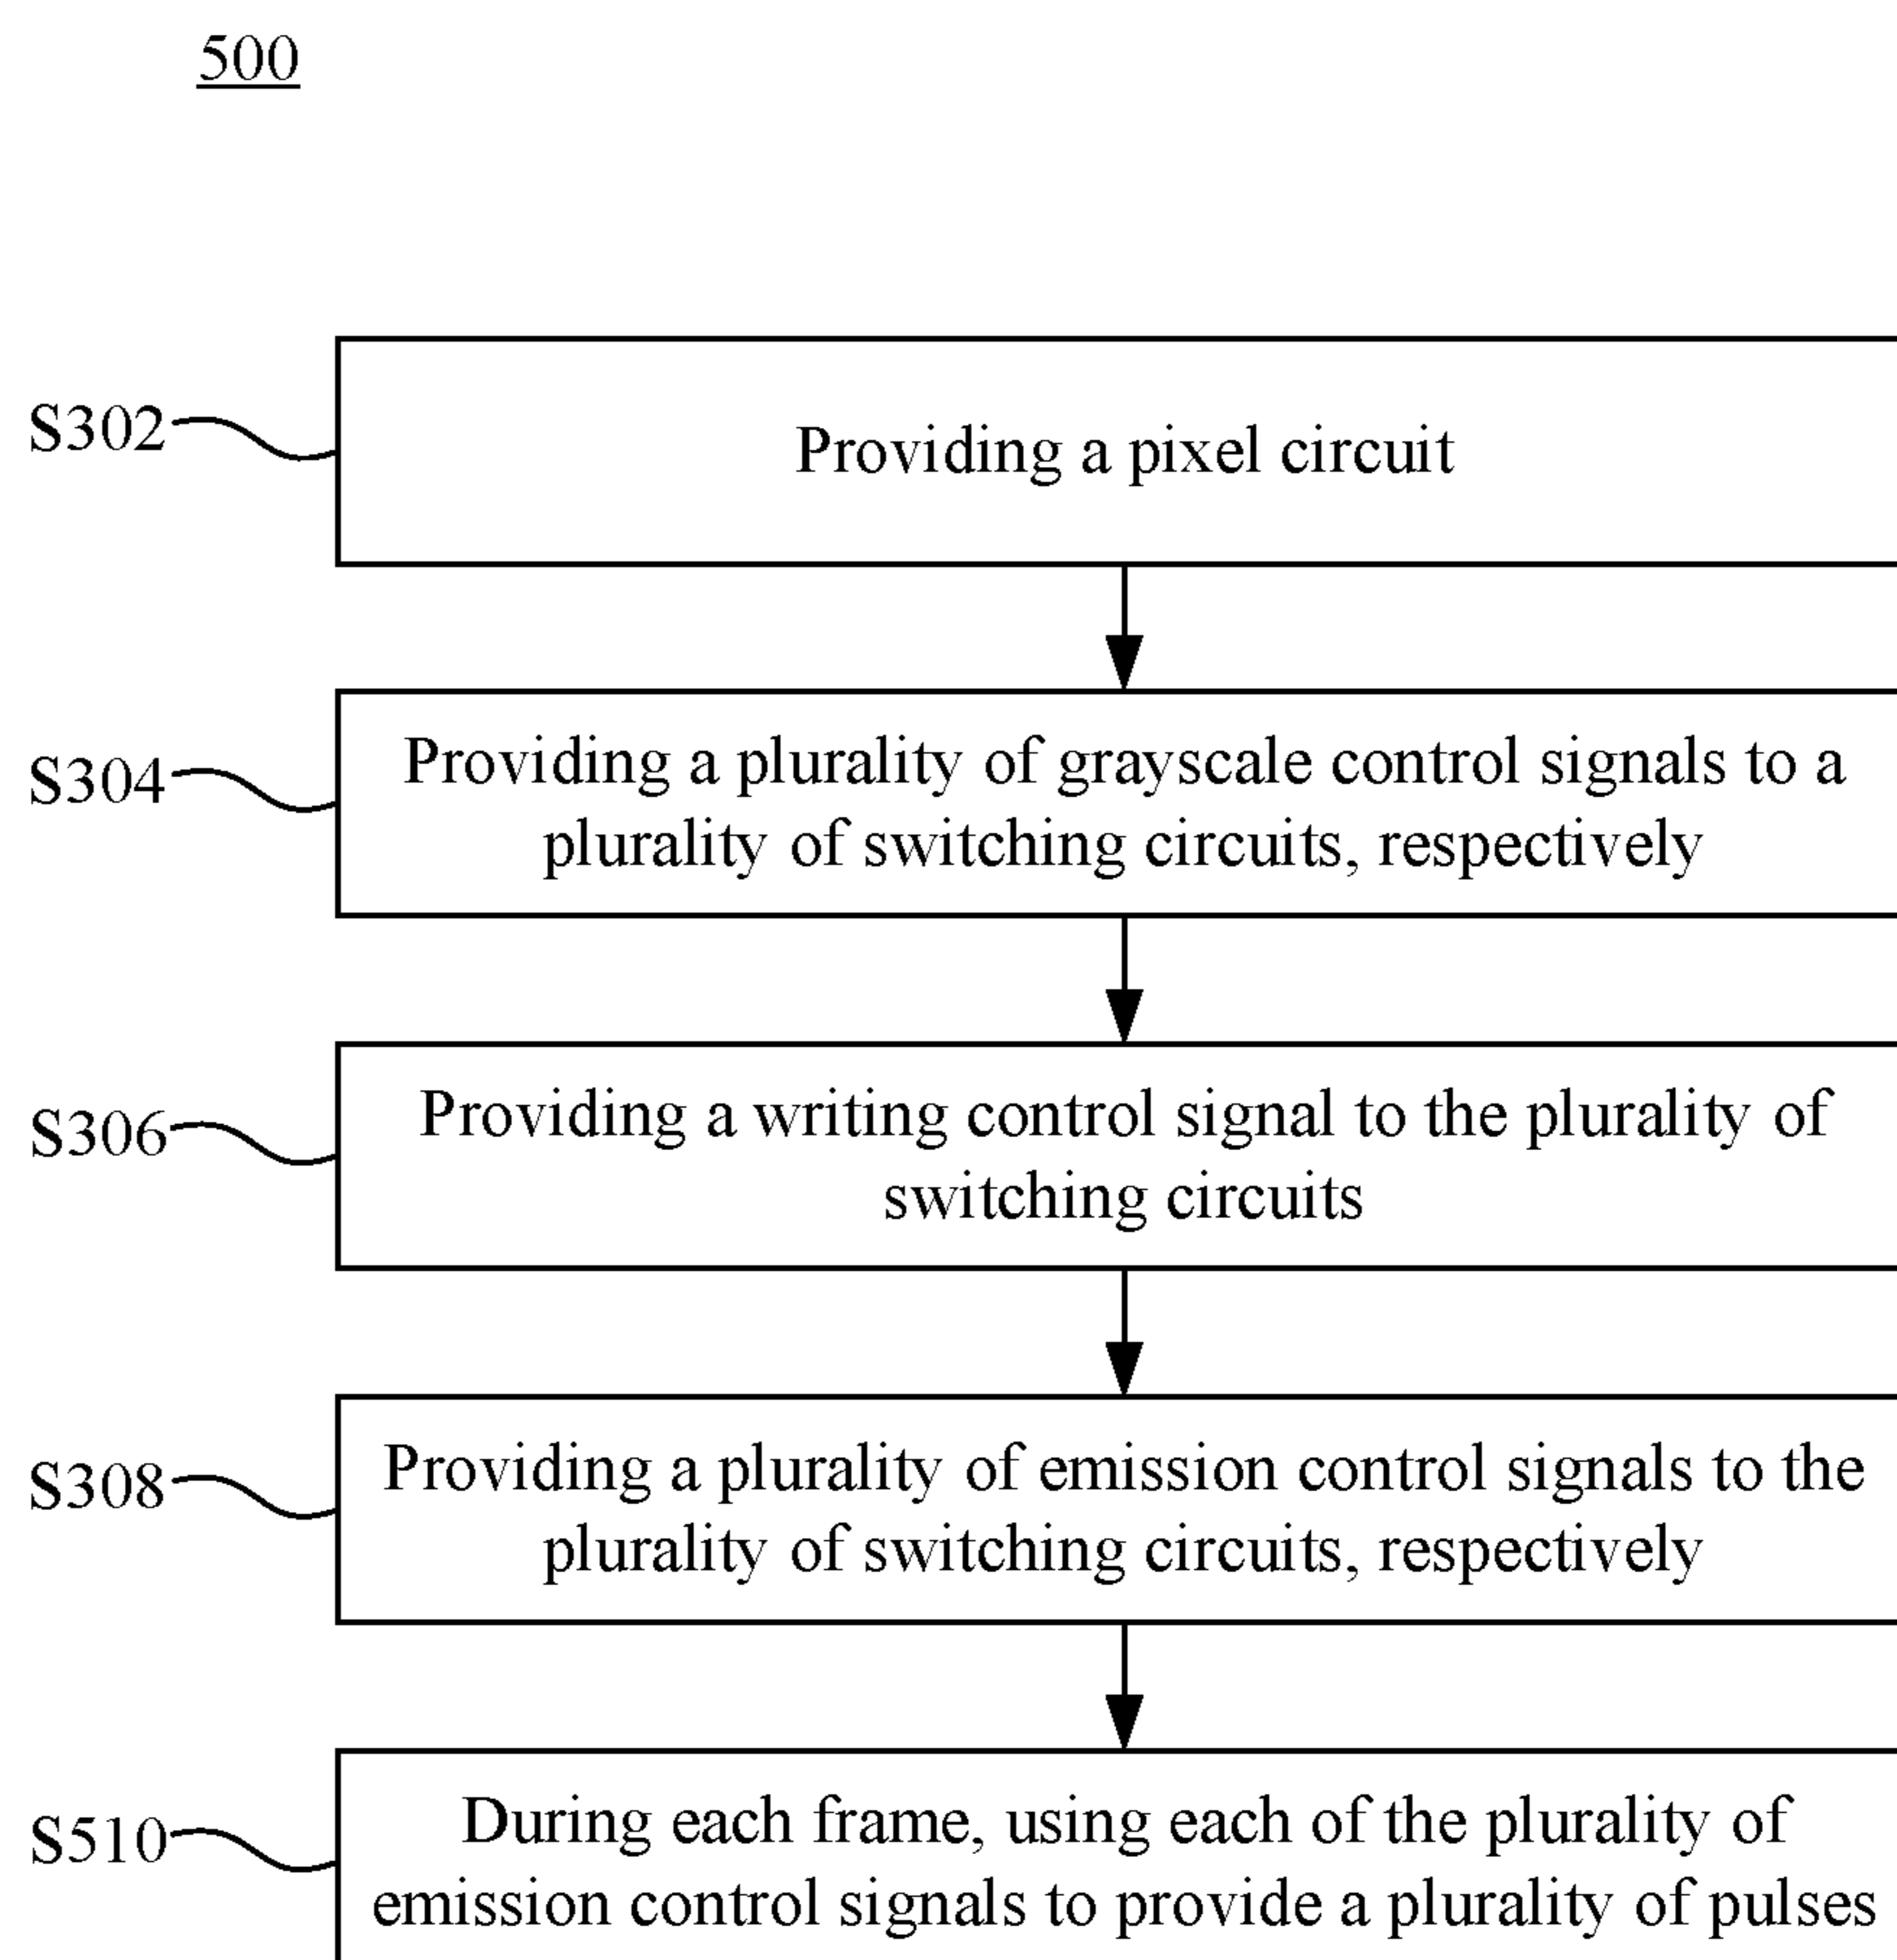 500
S302
Providing a pixel circuit
S304
Providing a plurality of grayscale control signals to a
plurality of switching circuits, respectively
S306
Providing a writing control signal to the plurality of
switching circuits
S308
Providing a plurality of emission control signals to the
plurality of switching circuits, respectively
S510
During each frame, using each of the plurality of
emission control signals to provide a plurality of pulses